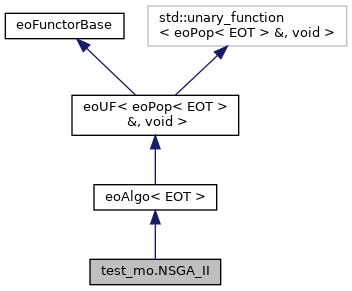 eoFunctorBase
std::unary_function
< eoPop< EOT > &, void >
eoUF< eoPop< EOT >
&, void >
eoAlgo< EOT >
test_mo.NSGA_II